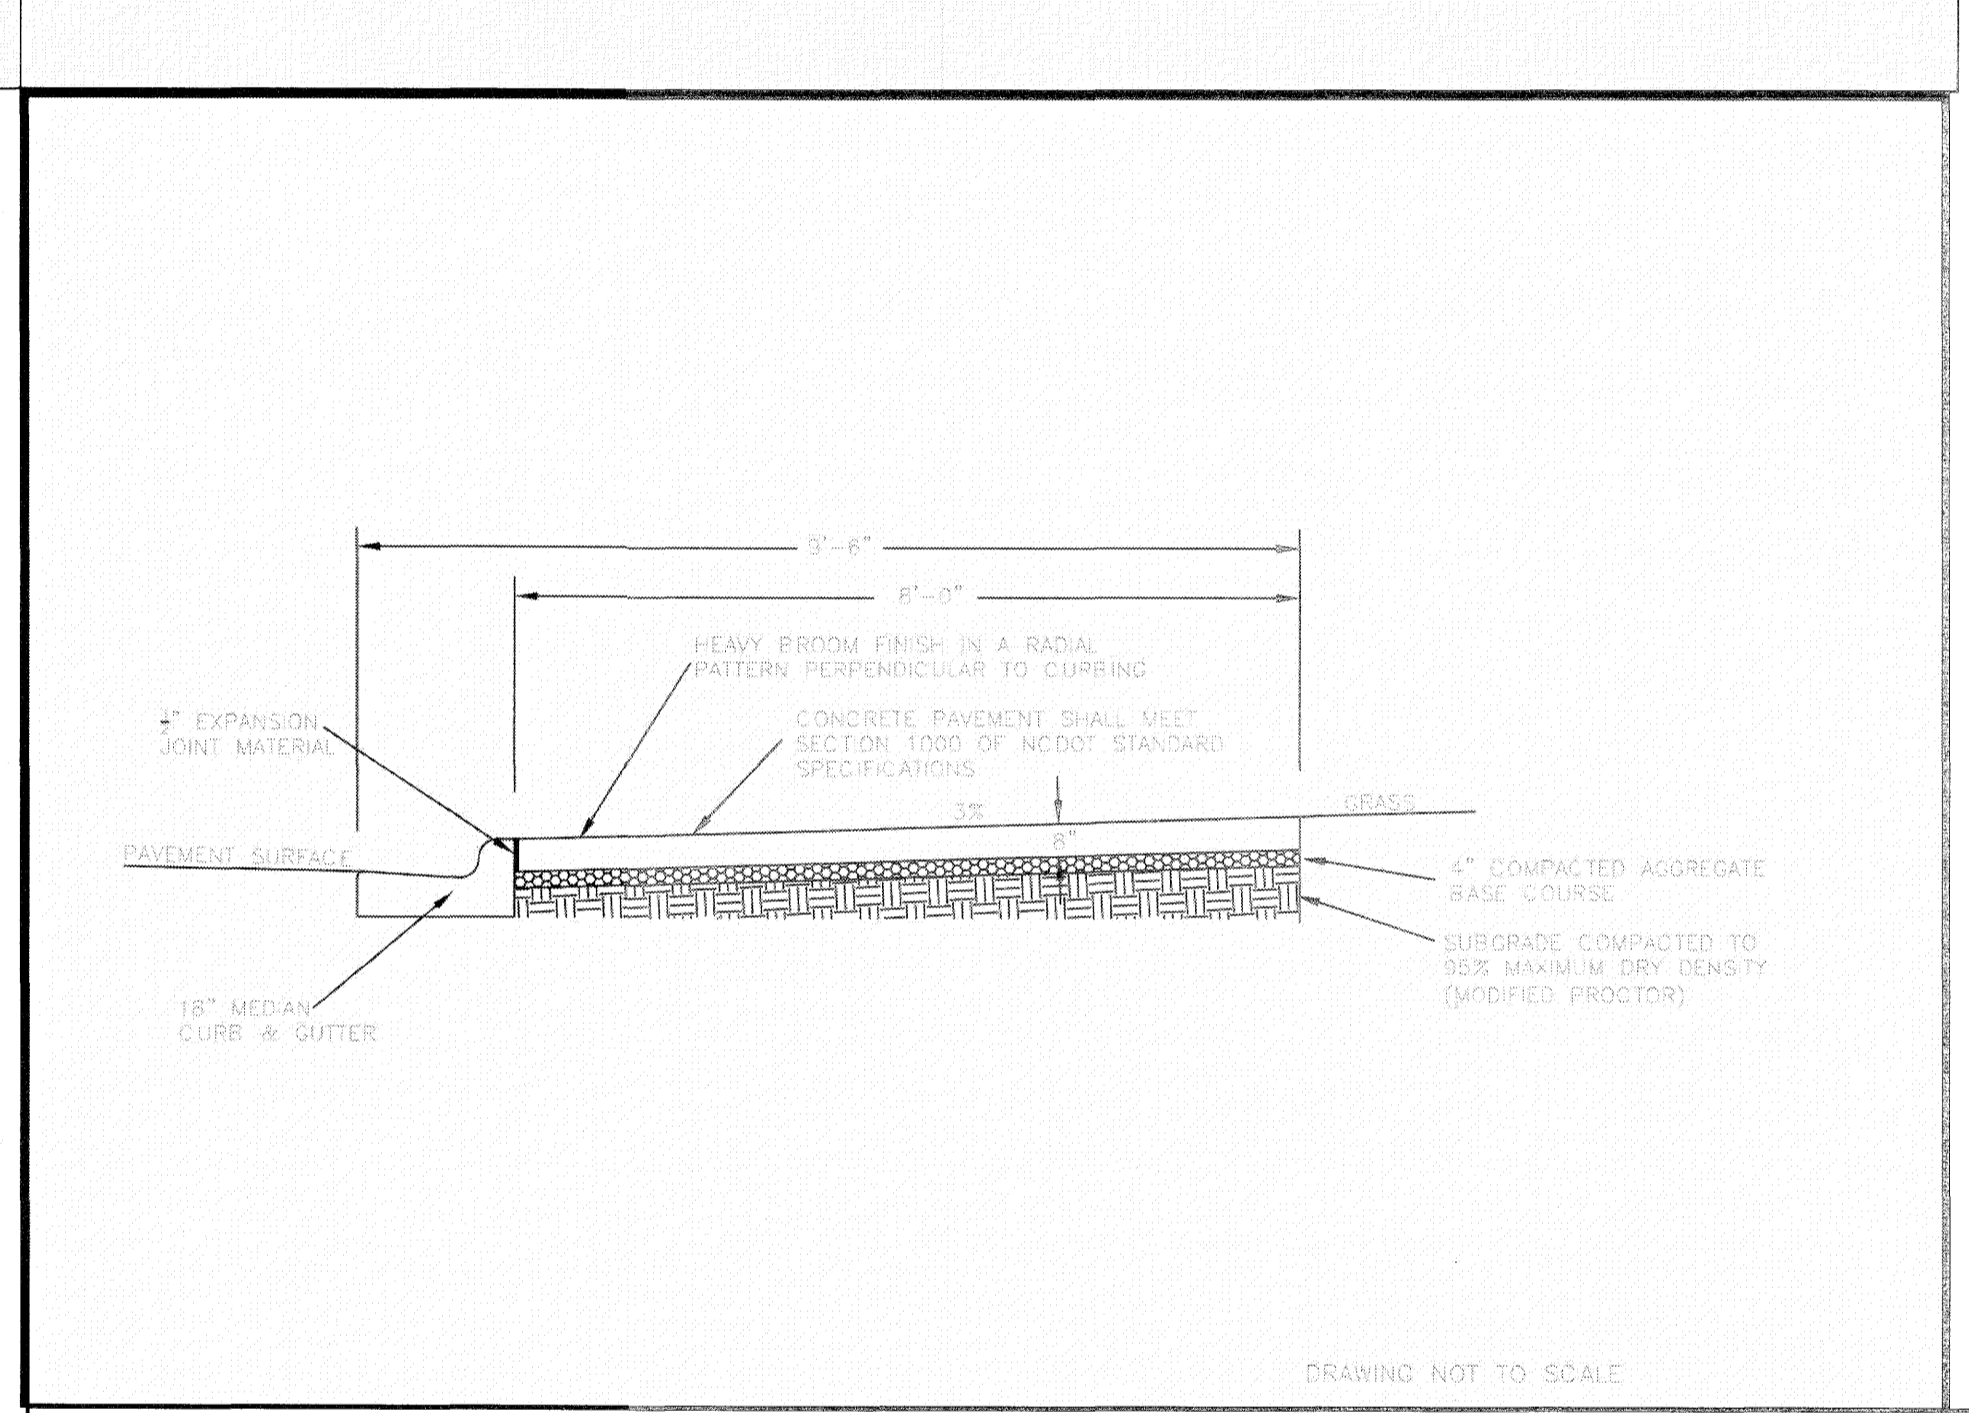 9'-6"
8'-0"
HEAVY BROOM FINISH IN A RADIAL
PATTERN PERPENDICULAR TO CURBING
½" EXPANSION
JOINT MATERIAL
CONCRETE PAVEMENT SHALL MEET
SECTION 1000 OF NCDOT STANDARD
SPECIFICATIONS
3%
GRASS
8"
PAVEMENT SURFACE
4" COMPACTED AGGREGATE
BASE COURSE
SUBGRADE COMPACTED TO
95% MAXIMUM DRY DENSITY
(MODIFIED PROCTOR)
18" MEDIAN
CURB & GUTTER
DRAWING NOT TO SCALE